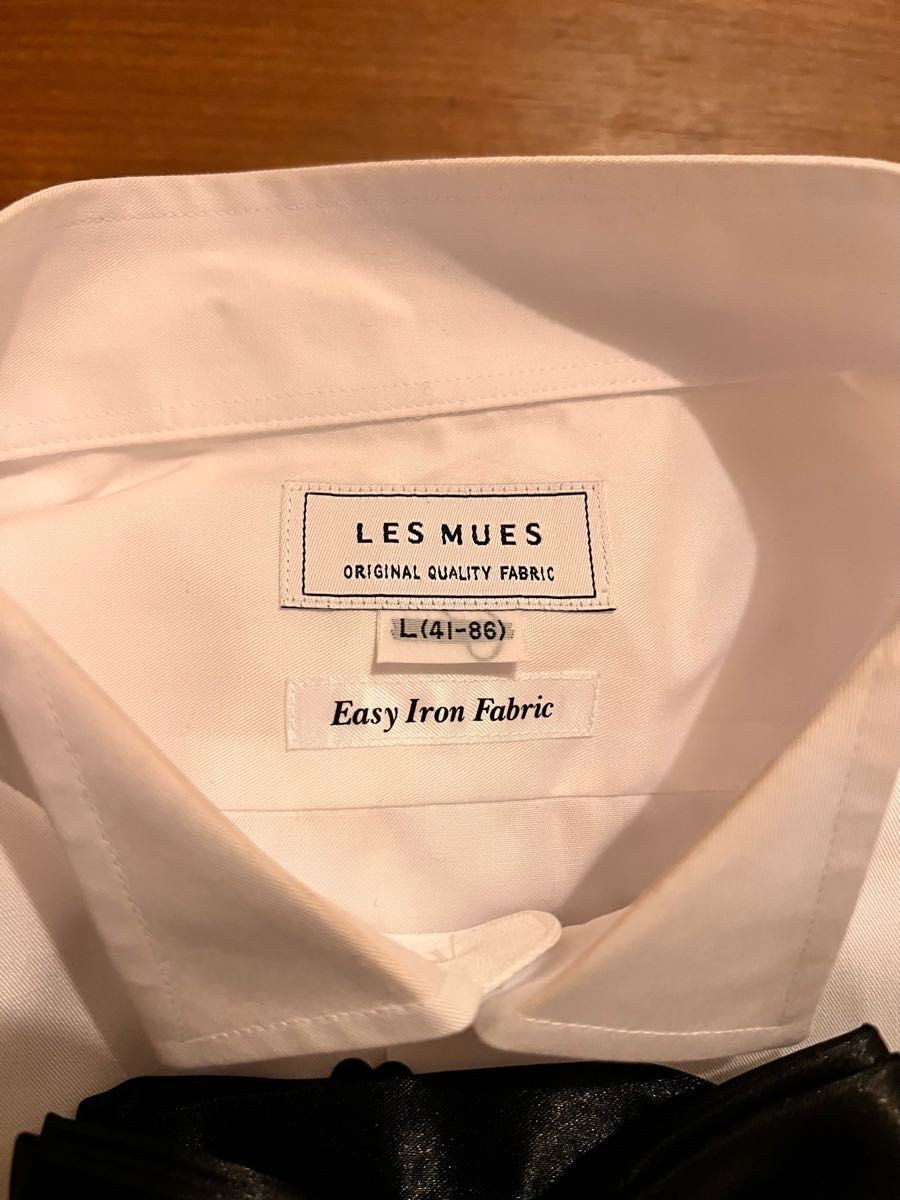 LES MUES
ORIGINAL QUALITY FABRIC
L(41-86)
Easy Iron Fabric